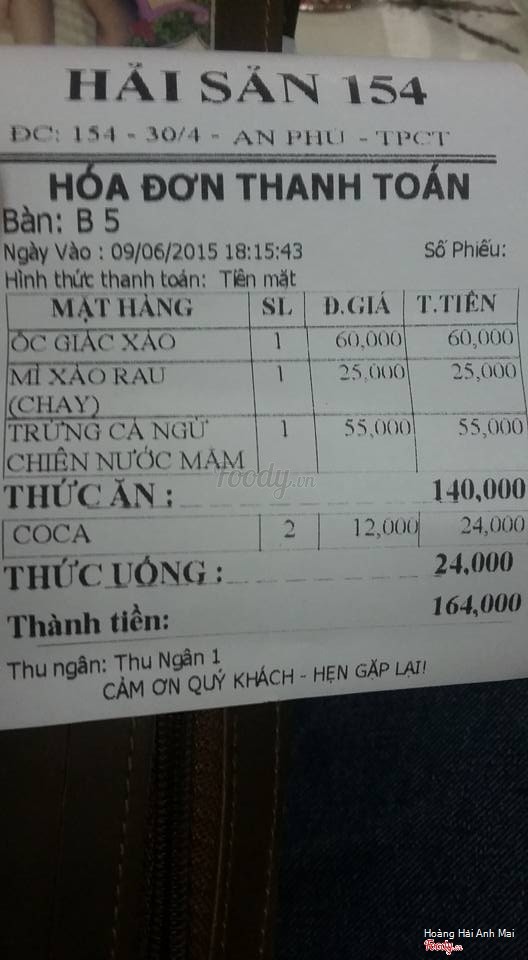 HẢI SẢN 154
ĐC: 154 - 30/4 - AN PHÚ - TPCT
HÓA ĐƠN THANH TOÁN
Bàn: B 5
Ngày Vào : 09/06/2015 18:15:43 Số Phiếu:
Hình thức thanh toán: Tiền mặt
MẶT HÀNG SL Đ.GIÁ T.TIỀN
ỐC GIÁC XÀO 1 60,000 60,000
MÌ XÀO RAU 1 25,000 25,000
(CHAY)
TRỨNG CÁ NGỪ 1 55,000 55,000
CHIÊN NƯỚC MẮM
THỨC ĂN : 140,000
COCA 2 12,000 24,000
THỨC UỐNG : 24,000
Thành tiền: 164,000
Thu ngân: Thu Ngân 1
CẢM ƠN QUÝ KHÁCH - HẸN GẶP LẠI!
Foody.vn
Hoàng Hải Anh Mai
Foody.vn